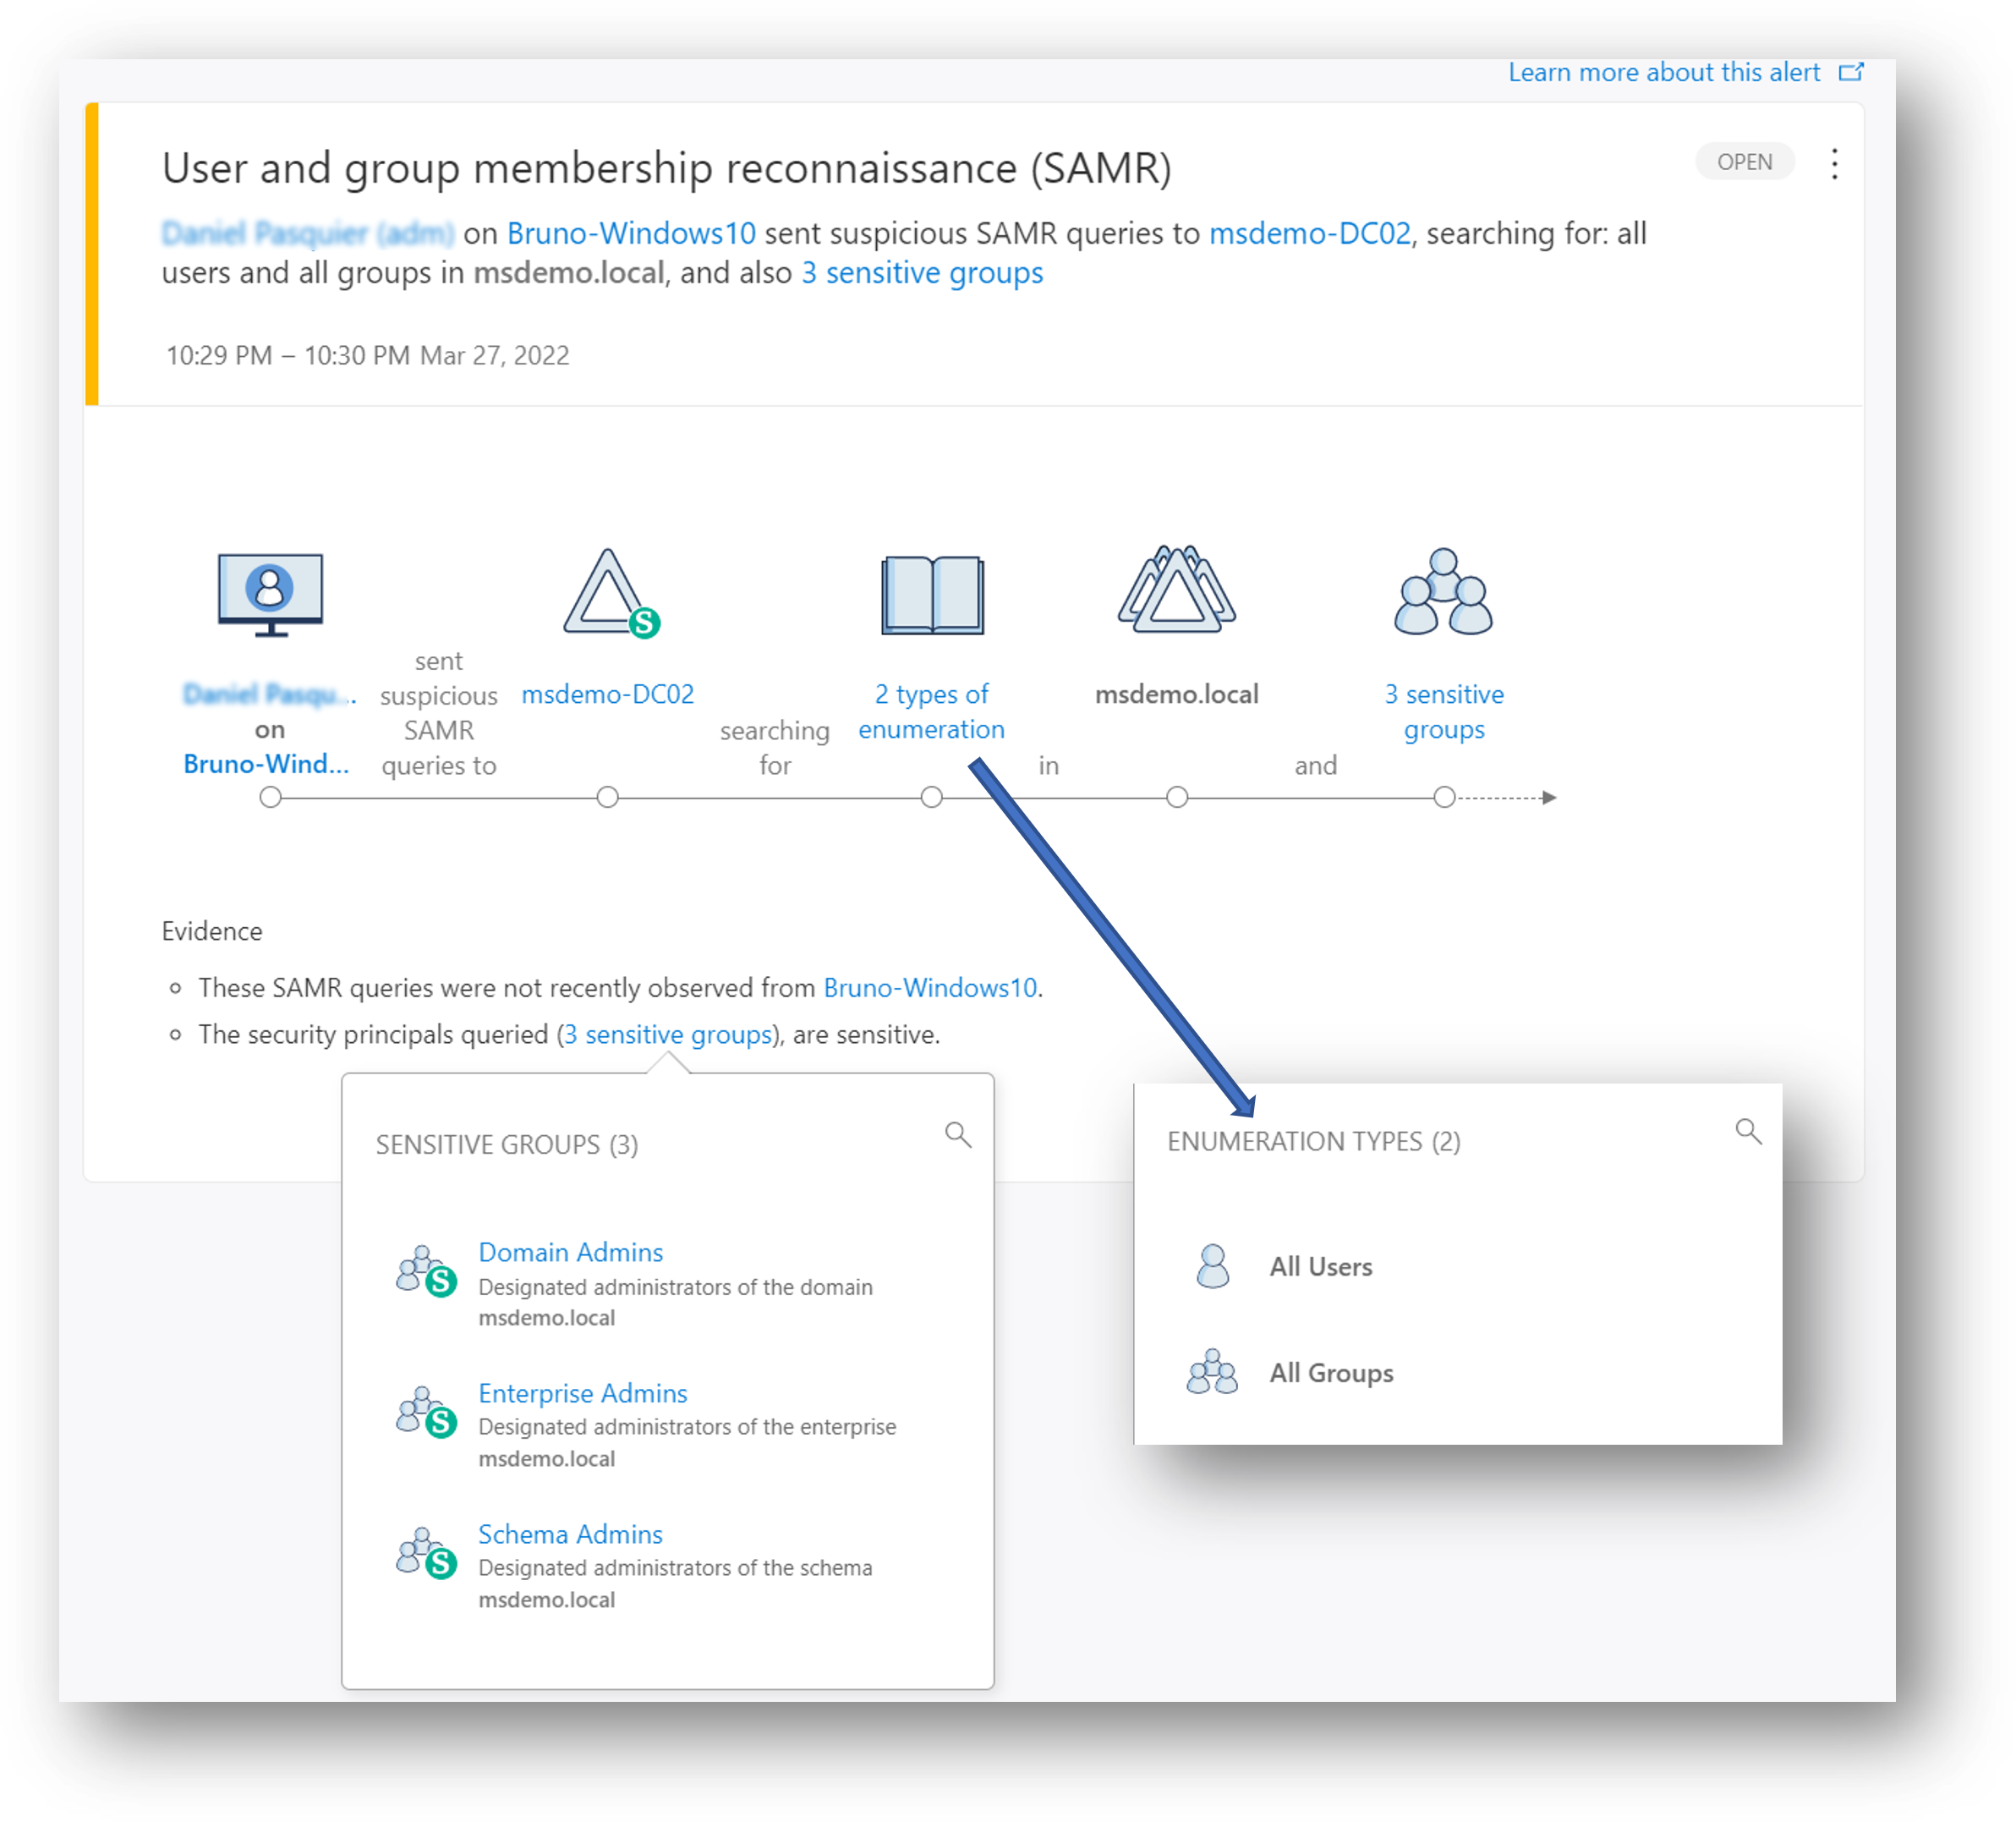 Learn more about this alert
User and group membership reconnaissance (SAMR)
OPEN
on Bruno-Windows10 sent suspicious SAMR queries to msdemo-DC02, searching for: all
users and all groups in msdemo.local, and also 3 sensitive groups
10:29 PM – 10:30 PM Mar 27, 2022
S
on
Bruno-Wind...
sent
suspicious
SAMR
queries to
msdemo-DC02
searching
for
2 types of
enumeration
in
msdemo.local
and
3 sensitive
groups
Evidence
These SAMR queries were not recently observed from Bruno-Windows10.
The security principals queried (3 sensitive groups), are sensitive.
SENSITIVE GROUPS (3)
S
Domain Admins
Designated administrators of the domain
msdemo.local
S
Enterprise Admins
Designated administrators of the enterprise
msdemo.local
S
Schema Admins
Designated administrators of the schema
msdemo.local
ENUMERATION TYPES (2)
All Users
All Groups